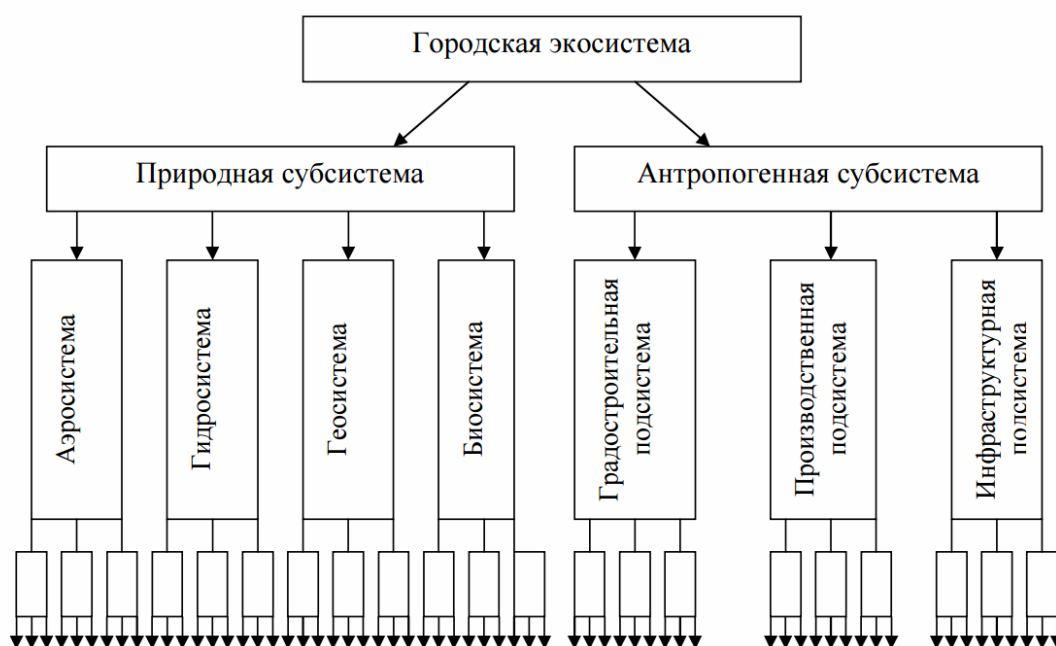 Городская экосистема
Природная субсистема
Антропогенная субсистема
Аэросистема
Гидросистема
Геосистема
Биосистема
Градостроительная
подсистема
Производственная
подсистема
Инфраструктурная
подсистема